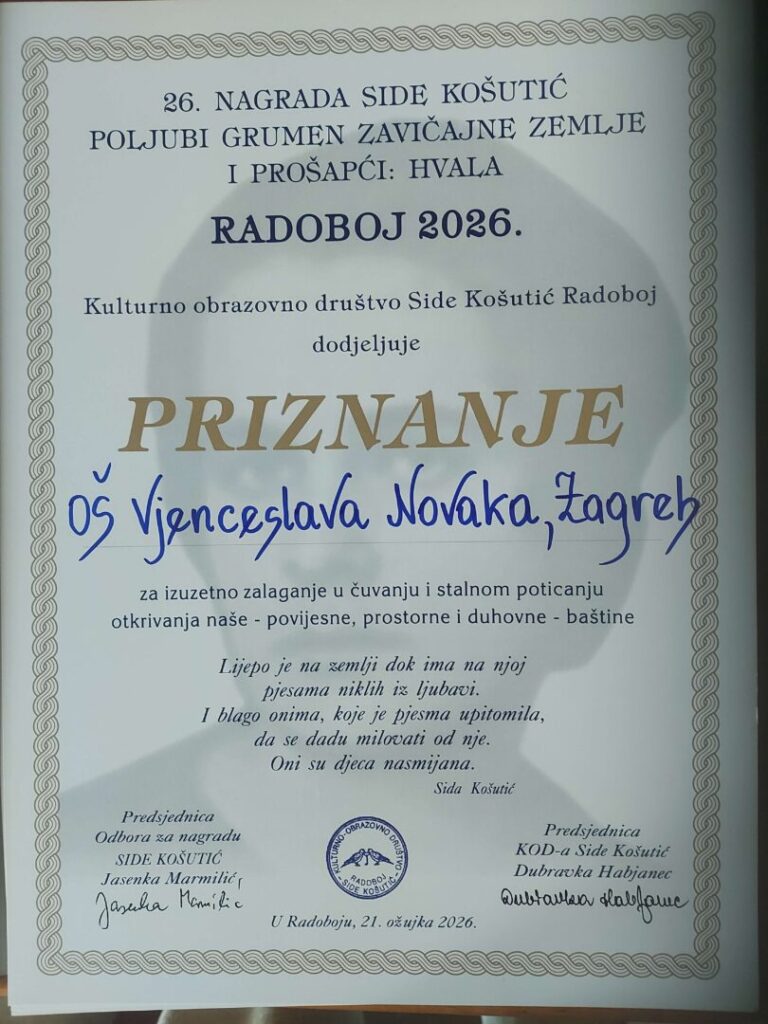 26. NAGRADA SIDE KOŠUTIĆ
POLJUBI GRUMEN ZAVIČAJNE ZEMLJE
I PROŠAPĆI: HVALA
RADOBOJ 2026.
Kulturno obrazovno društvo Side Košutić Radoboj
dodjeljuje
PRIZNANJE
OŠ Vjenceslava Novaka, Zagreb
za izuzetno zalaganje u čuvanju i stalnom poticanju
otkrivanja naše - povijesne, prostorne i duhovne - baštine
Lijepo je na zemlji dok ima na njoj
pjesama niklih iz ljubavi.
I blago onima, koje je pjesma upitomila,
da se dadu milovati od nje.
Oni su djeca nasmijana.
Sida Košutić
Predsjednica
Odbora za nagradu
SIDE KOŠUTIĆ
Jasenka Marmilić,
Jasenka Marmilić
KULTURNO-OBRAZOVNO DRUŠTVO
RADOBOJ
SIDE KOŠUTIĆ
Predsjednica
KOD-a Side Košutić
Dubravka Habjanec
Dubravka Habjanec
U Radoboju, 21. ožujka 2026.